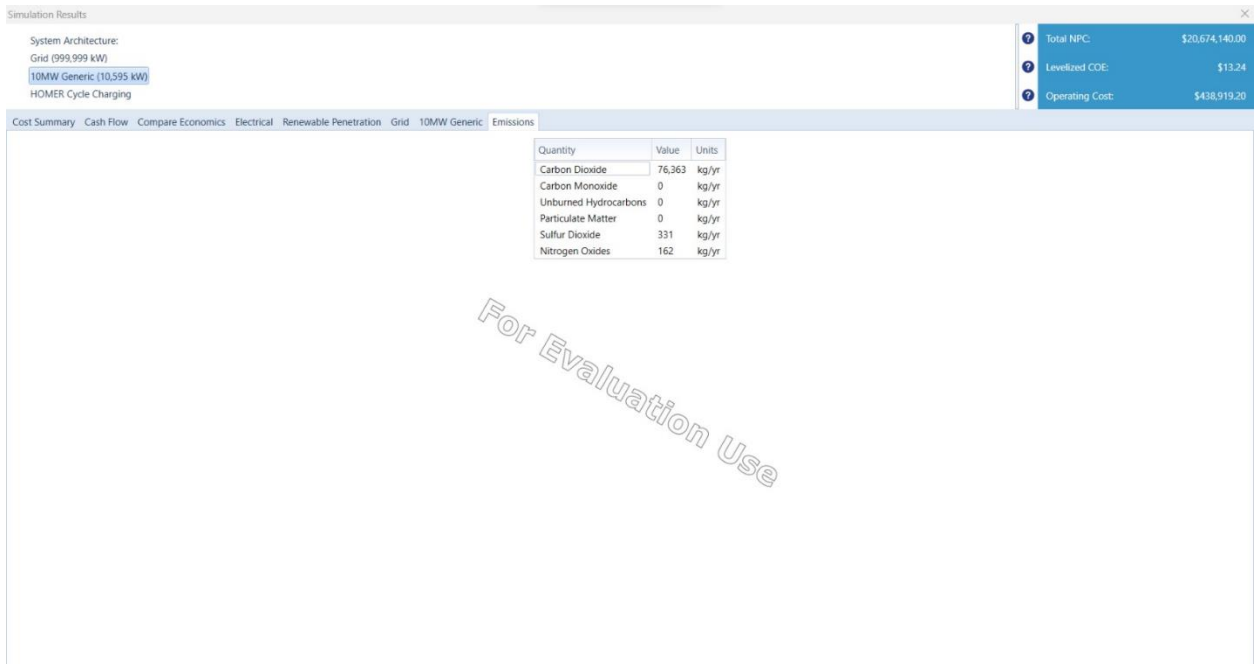 Simulation Results
System Architecture:
Grid (999,999 kW)
10MW Generic (10,595 kW)
HOMER Cycle Charging
? Total NPC: $20,674,140.00
? Levelized COE: $13.24
? Operating Cost: $438,919.20
Cost Summary Cash Flow Compare Economics Electrical Renewable Penetration Grid 10MW Generic Emissions
Quantity Value Units
Carbon Dioxide 76,363 kg/yr
Carbon Monoxide 0 kg/yr
Unburned Hydrocarbons 0 kg/yr
Particulate Matter 0 kg/yr
Sulfur Dioxide 331 kg/yr
Nitrogen Oxides 162 kg/yr
For Evaluation Use